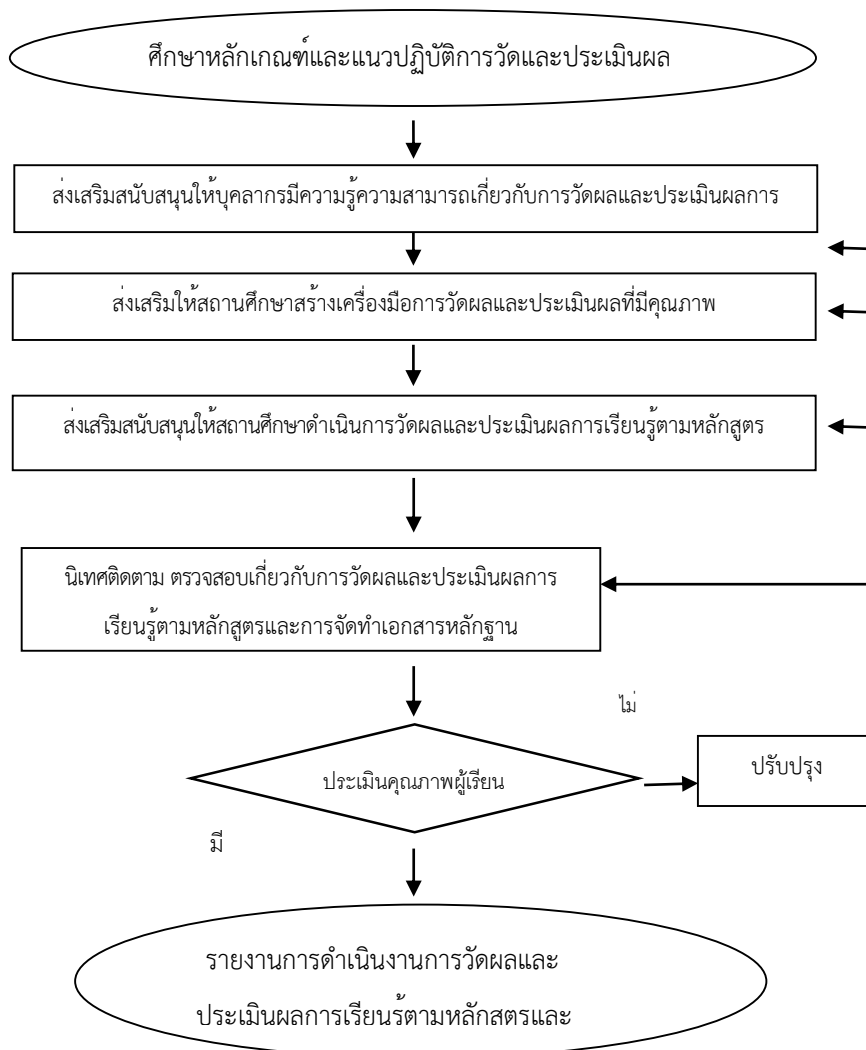 ศึกษาหลักเกณฑ์และแนวปฏิบัติการวัดและประเมินผล
ส่งเสริมสนับสนุนให้บุคลากรมีความรู้ความสามารถเกี่ยวกับการวัดผลและประเมินผลการ
ส่งเสริมให้สถานศึกษาสร้างเครื่องมือการวัดผลและประเมินผลที่มีคุณภาพ
ส่งเสริมสนับสนุนให้สถานศึกษาดำเนินการวัดผลและประเมินผลการเรียนรู้ตามหลักสูตร
นิเทศติดตาม ตรวจสอบเกี่ยวกับการวัดผลและประเมินผลการ
เรียนรู้ตามหลักสูตรและการจัดทำเอกสารหลักฐาน
ไม่
ประเมินคุณภาพผู้เรียน
ปรับปรุง
มี
รายงานการดำเนินงานการวัดผลและ
ประเมินผลการเรียนรู้ตามหลักสูตรและ